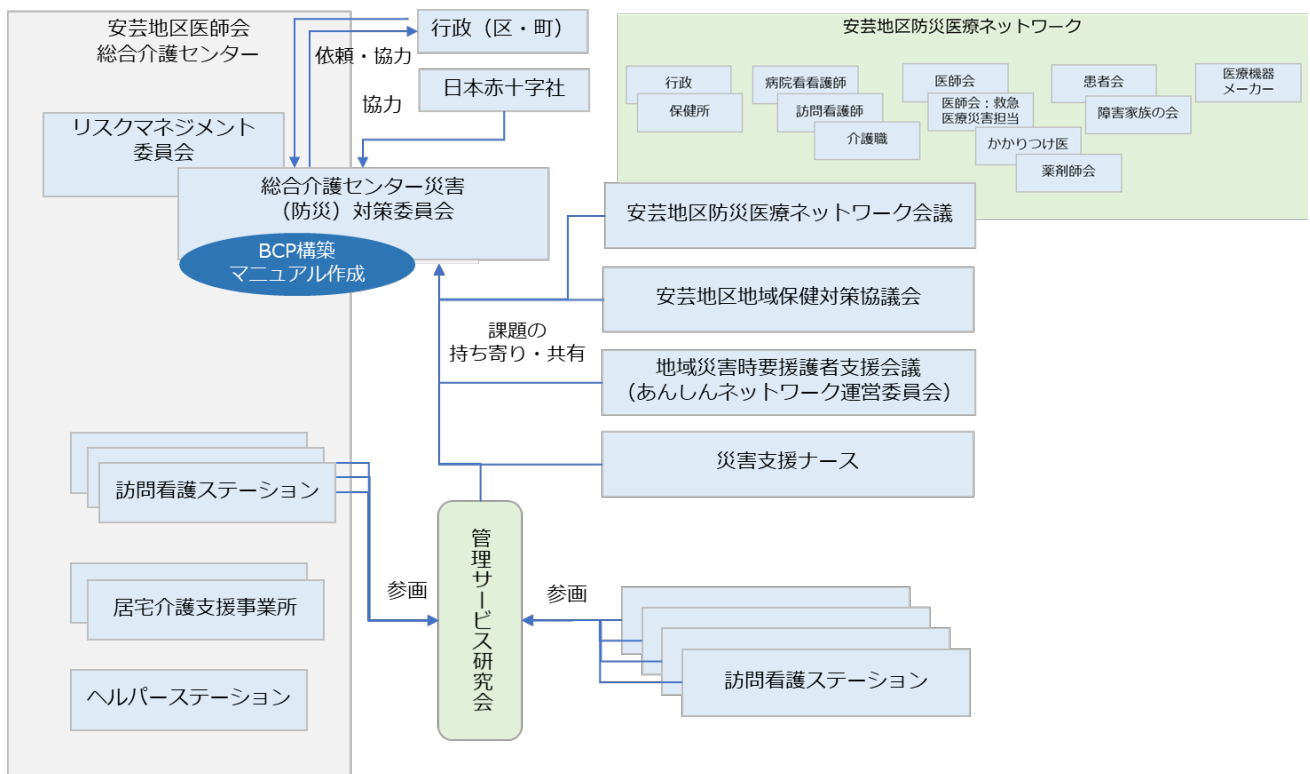 安芸地区医師会
総合介護センター
行政（区・町）
依頼・協力
日本赤十字社
協力
リスクマネジメント
委員会
総合介護センター災害
（防災）対策委員会
BCP構築
マニュアル作成
安芸地区防災医療ネットワーク
行政
保健所
病院看看護師
訪問看護師
介護職
医師会
医師会：救急
医療災害担当
かかりつけ医
薬剤師会
患者会
障害家族の会
医療機器
メーカー
安芸地区防災医療ネットワーク会議
安芸地区地域保健対策協議会
課題の
持ち寄り・共有
地域災害時要援護者支援会議
（あんしんネットワーク運営委員会）
災害支援ナース
訪問看護ステーション
居宅介護支援事業所
ヘルパーステーション
参画
管理サービス研究会
参画
訪問看護ステーション